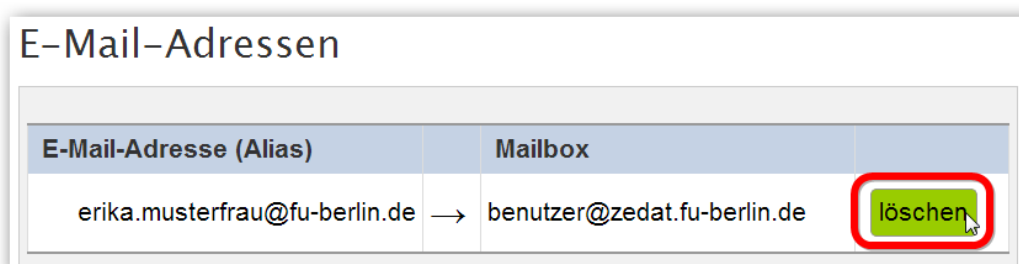 E-Mail-Adressen
E-Mail-Adresse (Alias) Mailbox
erika.musterfrau@fu-berlin.de → benutzer@zedat.fu-berlin.de löschen